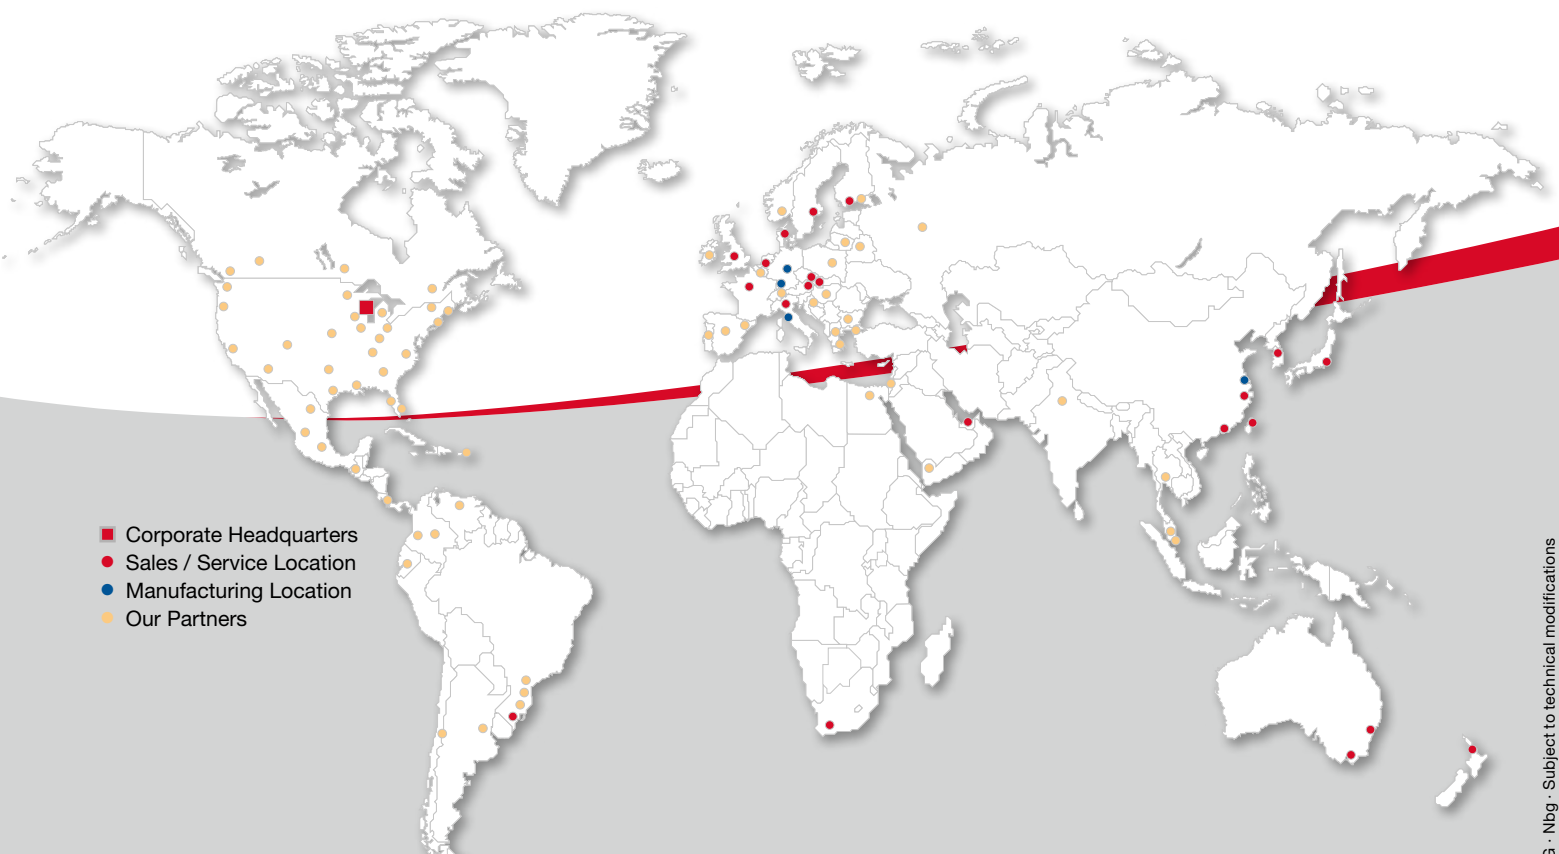 Corporate Headquarters
Sales / Service Location
Manufacturing Location
Our Partners
· Nbg · Subject to technical modifications